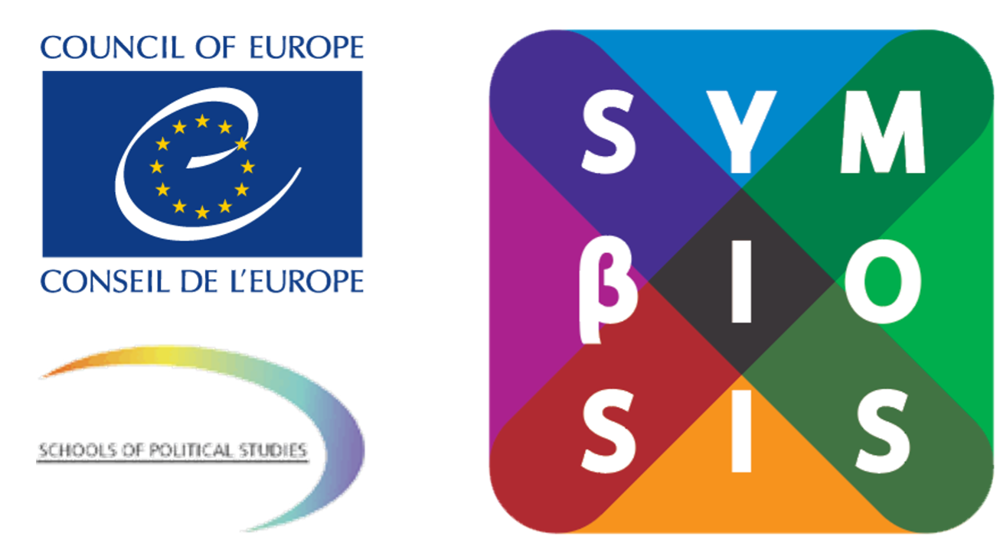 COUNCIL OF EUROPE
CONSEIL DE L'EUROPE
SCHOOLS OF POLITICAL STUDIES
SYM
βIO
SIS